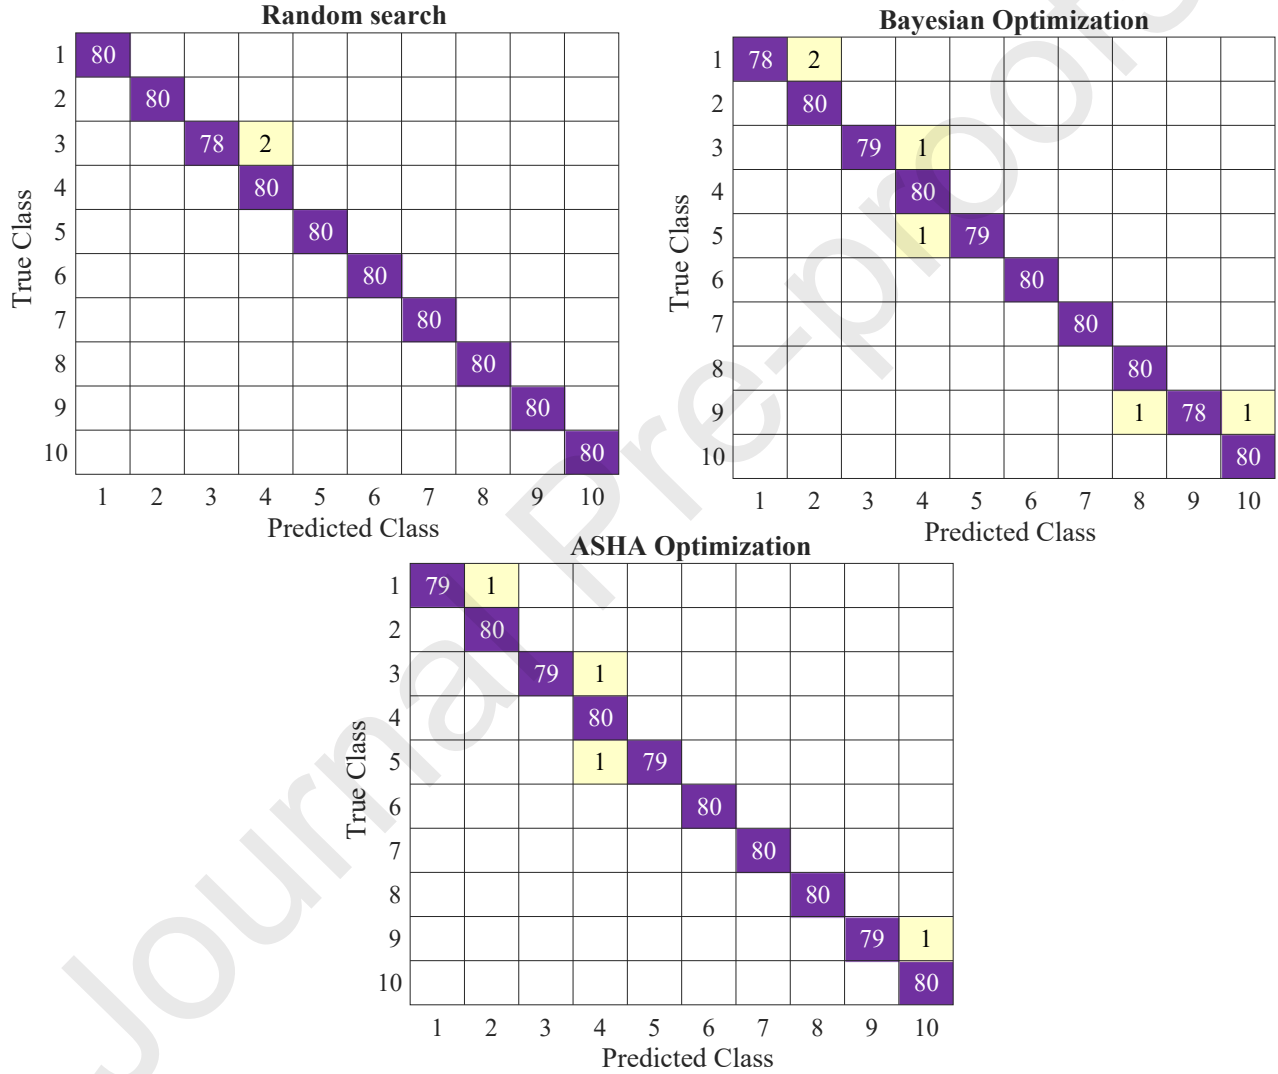 Random search
1 80
2 80
3 78 2
4 80
5 80
6 80
7 80
8 80
9 80
10 80
1 2 3 4 5 6 7 8 9 10
True Class
Predicted Class
Bayesian Optimization
1 78 2
2 80
3 79 1
4 80
5 1 79
6 80
7 80
8 80
9 1 78 1
10 80
1 2 3 4 5 6 7 8 9 10
True Class
Predicted Class
ASHA Optimization
1 79 1
2 80
3 79 1
4 80
5 1 79
6 80
7 80
8 80
9 79 1
10 80
1 2 3 4 5 6 7 8 9 10
True Class
Predicted Class
Journal Pre-proofs